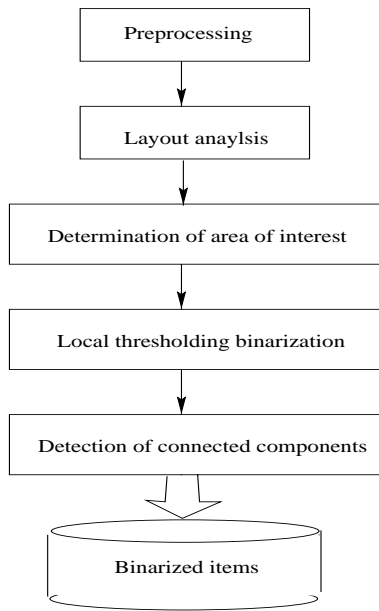 Preprocessing
Layout anaylsis
Determination of area of interest
Local thresholding binarization
Detection of connected components
Binarized items